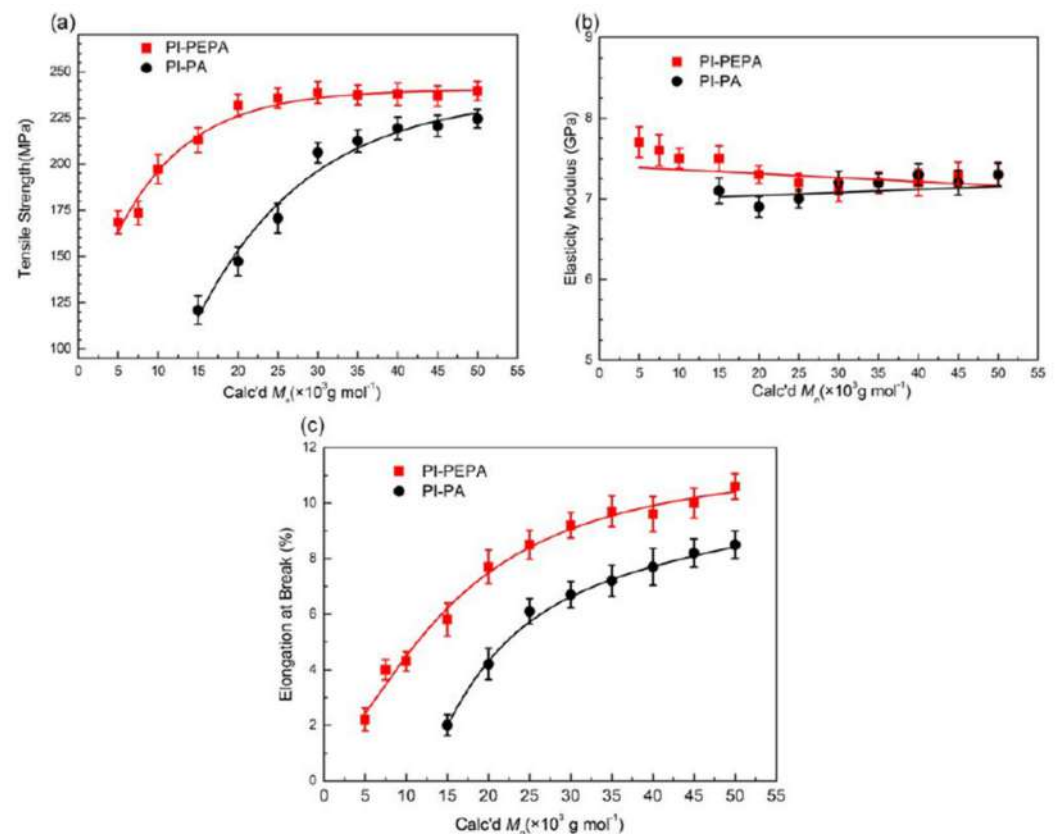 (a)
PI-PEPA
PI-PA
Tensile Strength(MPa)
250
225
200
175
150
125
100
0 5 10 15 20 25 30 35 40 45 50 55
Calc'd Mn(×10³g mol⁻¹)
(b)
PI-PEPA
PI-PA
Elasticity Modulus (GPa)
9
8
7
6
5
0 5 10 15 20 25 30 35 40 45 50 55
Calc'd Mn(×10³g mol⁻¹)
(c)
PI-PEPA
PI-PA
Elongation at Break (%)
12
10
8
6
4
2
0
0 5 10 15 20 25 30 35 40 45 50 55
Calc'd Mn(×10³ g mol⁻¹)